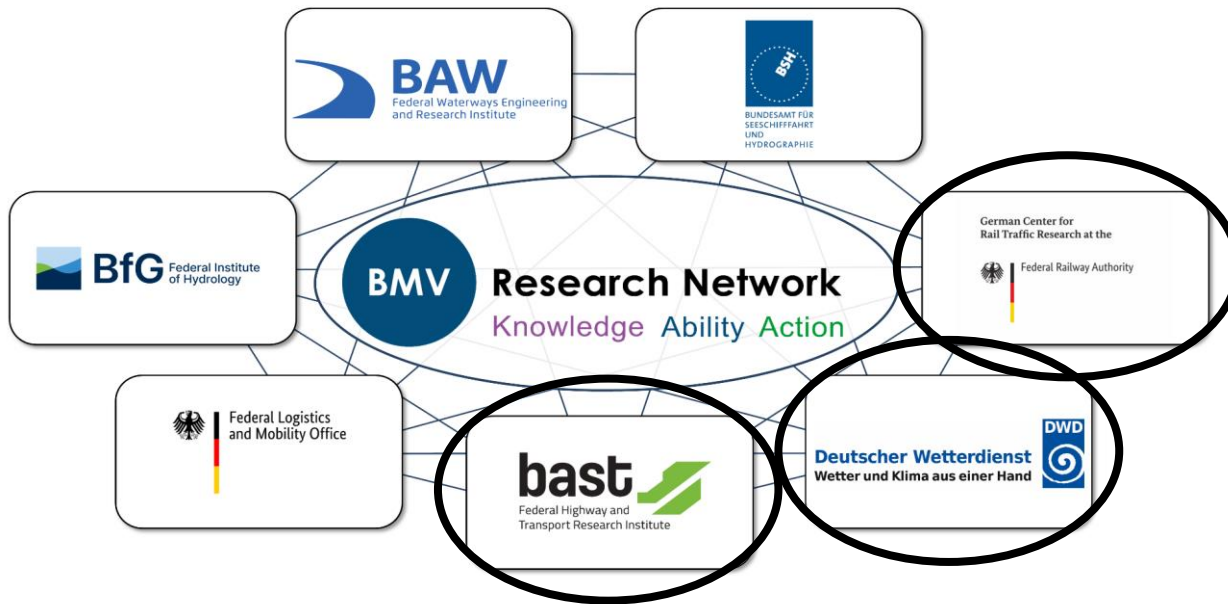 BAW
Federal Waterways Engineering
and Research Institute
BSH
BUNDESAMT FÜR
SEESCHIFFFAHRT
UND
HYDROGRAPHIE
BfG
Federal Institute
of Hydrology
BMV
Research Network
Knowledge Ability Action
German Center for
Rail Traffic Research at the
Federal Railway Authority
Federal Logistics
and Mobility Office
bast
Federal Highway and
Transport Research Institute
Deutscher Wetterdienst
Wetter und Klima aus einer Hand
DWD